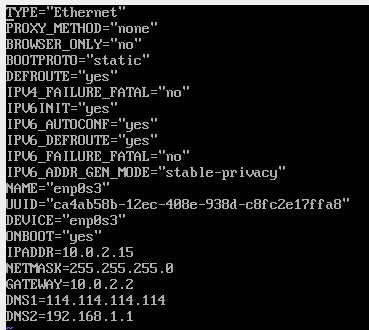 TYPE="Ethernet"
PROXY_METHOD="none"
BROWSER_ONLY="no"
BOOTPROTO="static"
DEFROUTE="yes"
IPV4_FAILURE_FATAL="no"
IPV6INIT="yes"
IPV6_AUTOCONF="yes"
IPV6_DEFROUTE="yes"
IPV6_FAILURE_FATAL="no"
IPV6_ADDR_GEN_MODE="stable-privacy"
NAME="enp0s3"
UUID="ca4ab58b-12ec-408e-938d-c8fc2e17ffa8"
DEVICE="enp0s3"
ONBOOT="yes"
IPADDR=10.0.2.15
NETMASK=255.255.255.0
GATEWAY=10.0.2.2
DNS1=114.114.114.114
DNS2=192.168.1.1
~